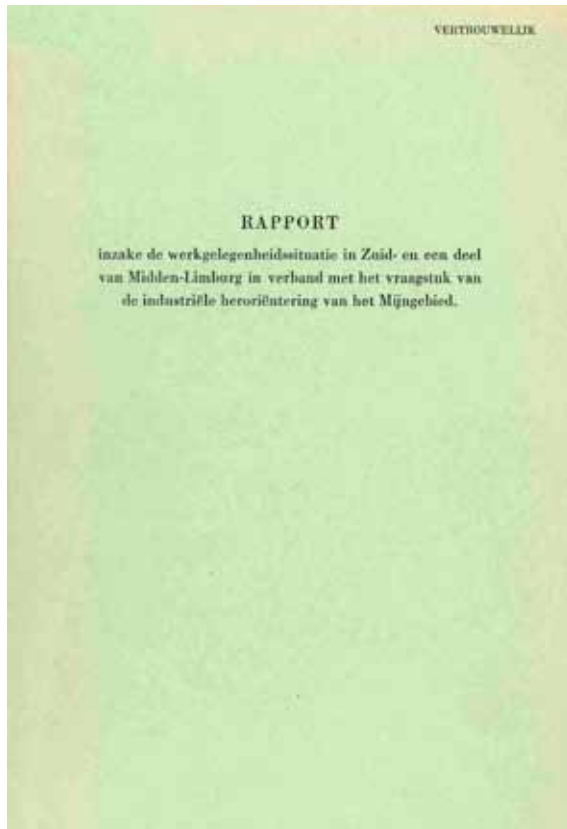 VERTROUWELIJK
RAPPORT
inzake de werkgelegenheidssituatie in Zuid- en een deel
van Midden-Limburg in verband met het vraagstuk van
de industriële heroriëntering van het Mijngebied.